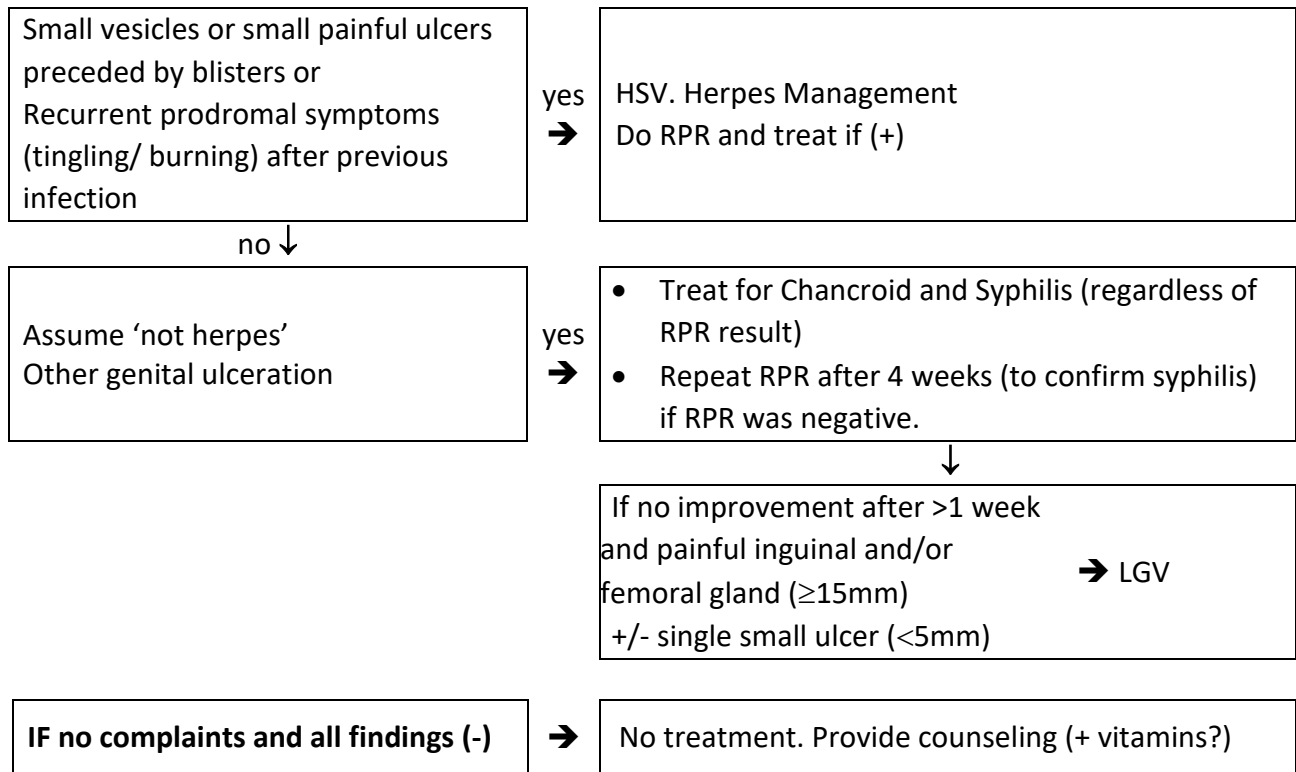 Small vesicles or small painful ulcers
preceded by blisters or
Recurrent prodromal symptoms
(tingling/ burning) after previous
infection
yes
➔
HSV. Herpes Management
Do RPR and treat if (+)
no ↓
Assume ‘not herpes’
Other genital ulceration
yes
➔
• Treat for Chancroid and Syphilis (regardless of
RPR result)
• Repeat RPR after 4 weeks (to confirm syphilis)
if RPR was negative.
↓
If no improvement after >1 week
and painful inguinal and/or
femoral gland (≥15mm)
+/- single small ulcer (<5mm)
➔ LGV
IF no complaints and all findings (-)
➔
No treatment. Provide counseling (+ vitamins?)